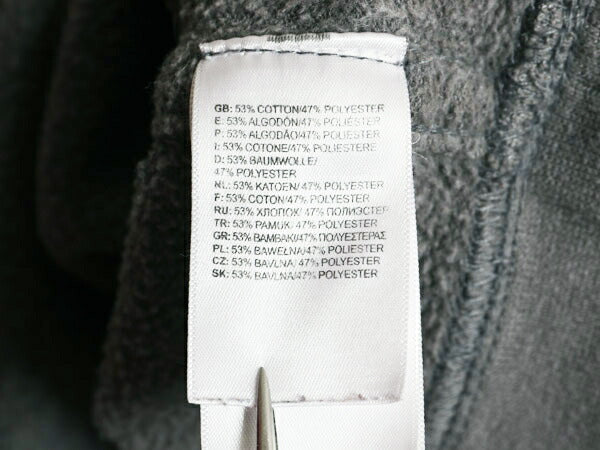 GB: 53% COTTON/47% POLYESTER
E: 53% ALGODÓN/47% POLIÉSTER
P: 53% ALGODÃO/47% POLIÉSTER
I: 53% COTONE/47% POLIESTERE
D: 53% BAUMWOLLE/
47% POLYESTER
NL: 53% KATOEN/ 47% POLYESTER
F: 53% COTON/47% POLYESTER
RU: 53% ХЛОПОК/ 47% ПОЛИЭСТЕР
TR: 53% PAMUK/ 47% POLYESTER
GR: 53% ΒΑΜΒΑΚΙ/ 47% ΠΟΛΥΕΣΤΕΡΑΣ
PL: 53% BAWEŁNA/ 47% POLIESTER
CZ: 53% BAVLNA/ 47% POLYESTER
SK: 53% BAVLNA/ 47% POLYESTER